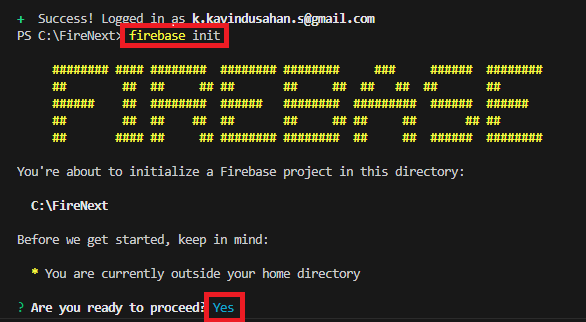 + Success! Logged in as k.kavindusahan.s@gmail.com
PS C:\FireNext> firebase init
######## #### ######## ######## ########     ###     ######  ########
##        ##  ##     ## ##       ##     ##  ##   ##  ##       ##
######    ##  ########  ######   ########  #########  ######  ######
##        ##  ##    ##  ##       ##     ## ##     ##       ## ##
##       #### ##     ## ######## ######## ##     ##  ######  ########
You're about to initialize a Firebase project in this directory:
C:\FireNext
Before we get started, keep in mind:
* You are currently outside your home directory
? Are you ready to proceed? Yes